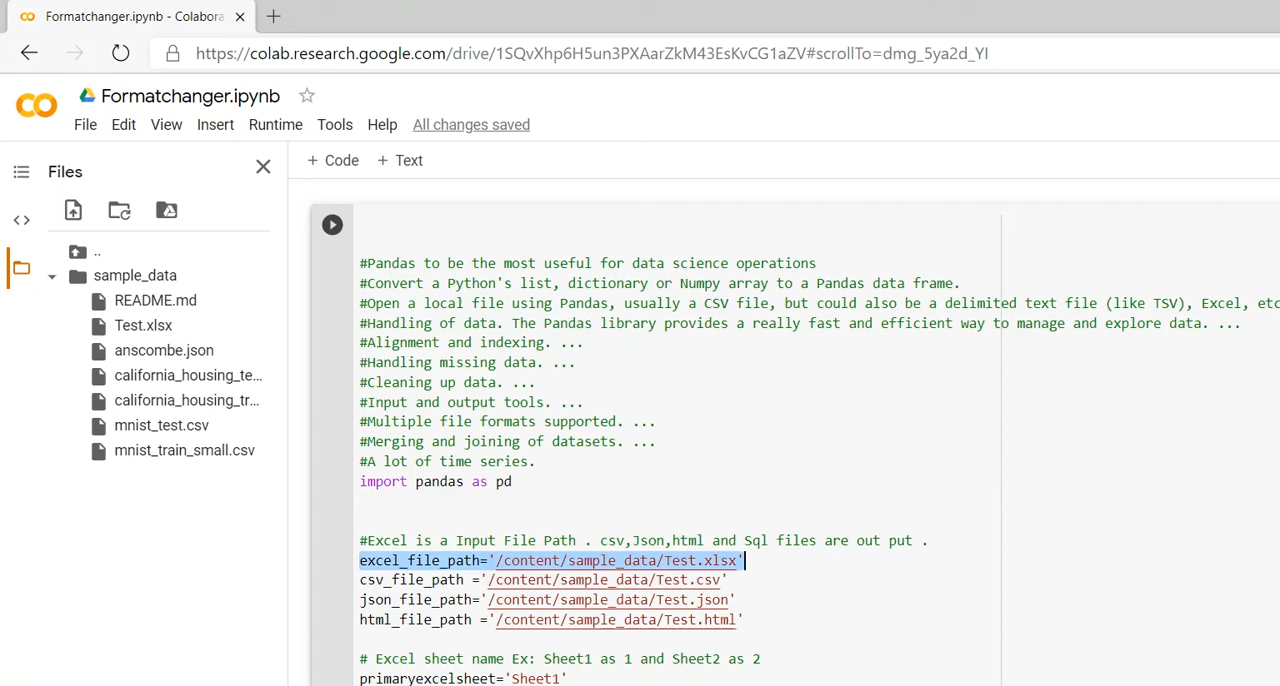 Formatchanger.ipynb - Colabora
https://colab.research.google.com/drive/1SQvXhp6H5un3PXAarZkM43EsKvCG1aZV#scrollTo=dmg_5ya2d_YI
Formatchanger.ipynb
File Edit View Insert Runtime Tools Help All changes saved
Files
+ Code + Text
..
sample_data
README.md
Test.xlsx
anscombe.json
california_housing_te...
california_housing_tr...
mnist_test.csv
mnist_train_small.csv
#Pandas to be the most useful for data science operations
#Convert a Python's list, dictionary or Numpy array to a Pandas data frame.
#Open a local file using Pandas, usually a CSV file, but could also be a delimited text file (like TSV), Excel, etc
#Handling of data. The Pandas library provides a really fast and efficient way to manage and explore data. ...
#Alignment and indexing. ...
#Handling missing data. ...
#Cleaning up data. ...
#Input and output tools. ...
#Multiple file formats supported. ...
#Merging and joining of datasets. ...
#A lot of time series.
import pandas as pd
#Excel is a Input File Path . csv,Json,html and Sql files are out put .
excel_file_path='/content/sample_data/Test.xlsx'
csv_file_path ='/content/sample_data/Test.csv'
json_file_path='/content/sample_data/Test.json'
html_file_path ='/content/sample_data/Test.html'
# Excel sheet name Ex: Sheet1 as 1 and Sheet2 as 2
primaryexcelsheet='Sheet1'